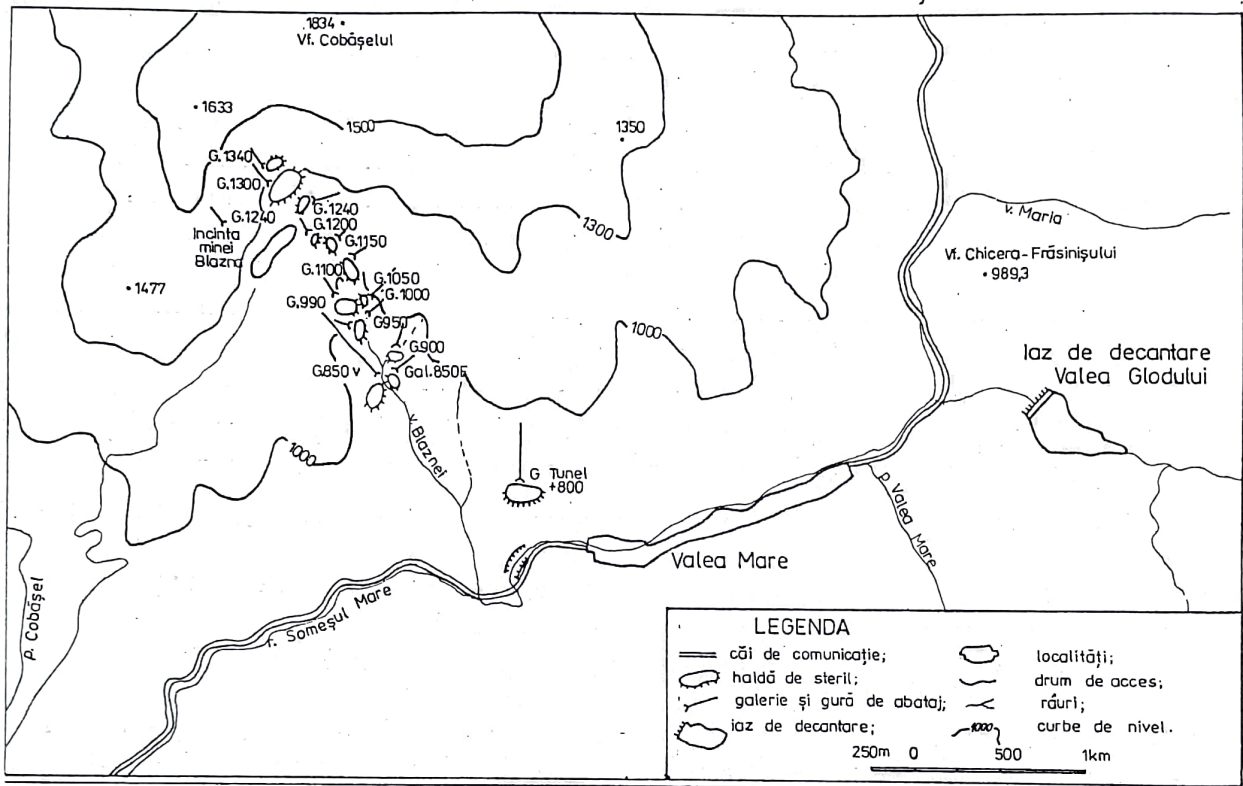 1834
Vf. Cobâșelul
1633
1500
1350
G.1340
G.1300
G.1240
G.1240
G.1200
Incinta
minei
Blazna
G.1150
1300
v. Maria
Vf. Chicera-Frăsinișului
989,3
G.1100
G.1050
G.1000
1477
G.990
G950
G.900
1000
Iaz de decantare
Valea Glodului
G.850 v
Gal.850E
v. Blaznei
1000
G Tunel
+800
p. Valea Mare
Valea Mare
p. Cobâșel
r. Someșul Mare
LEGENDA
căi de comunicație;
haldă de steril;
galerie și gură de abataj;
iaz de decantare;
localități;
drum de acces;
râuri;
1000
curbe de nivel.
250m 0 500 1km